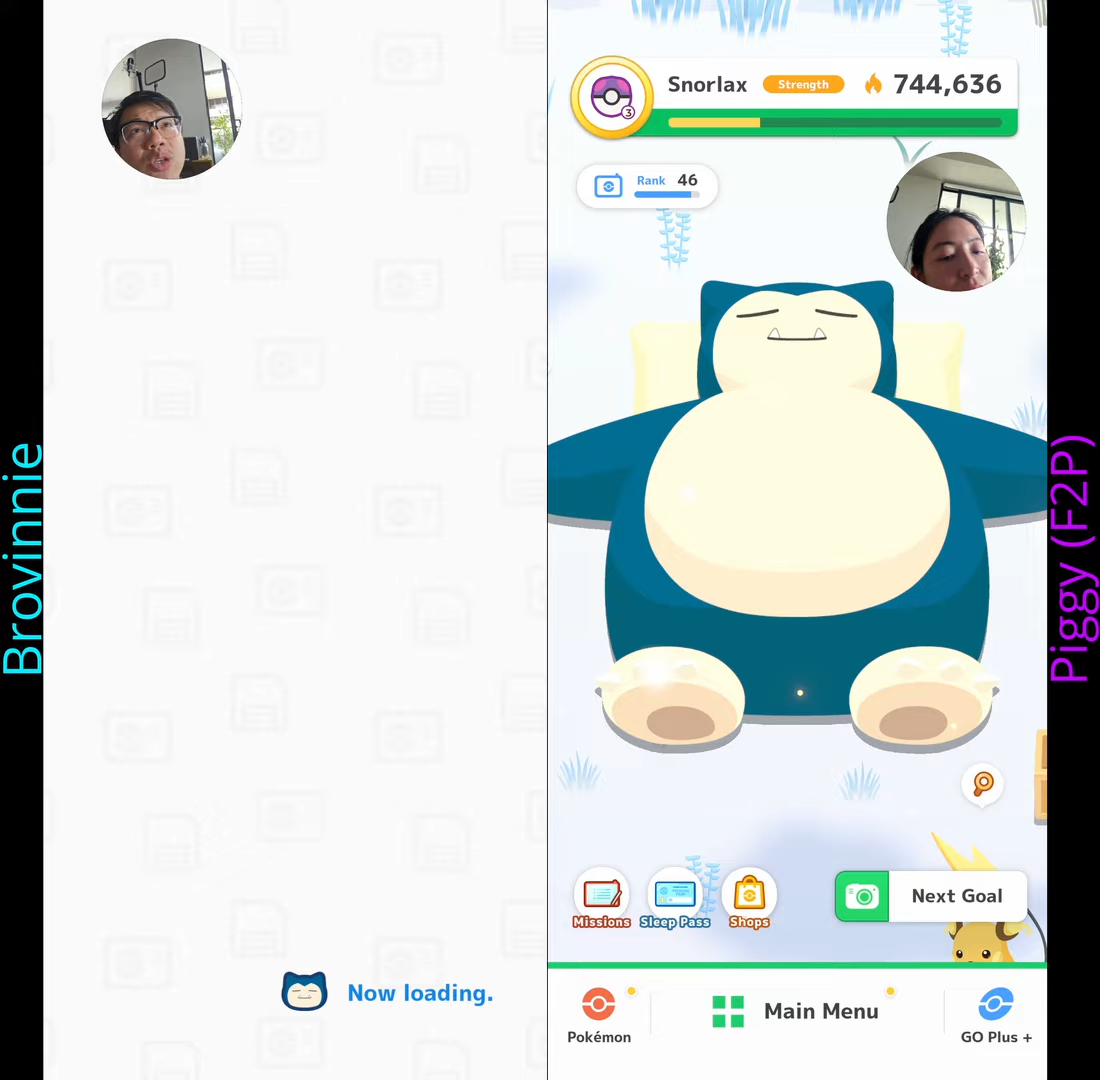 Brovinnie
Now loading.
Snorlax
Strength
744,636
3
Rank 46
Missions
Sleep Pass
Shops
Next Goal
Pokémon
Main Menu
GO Plus +
Piggy (F2P)